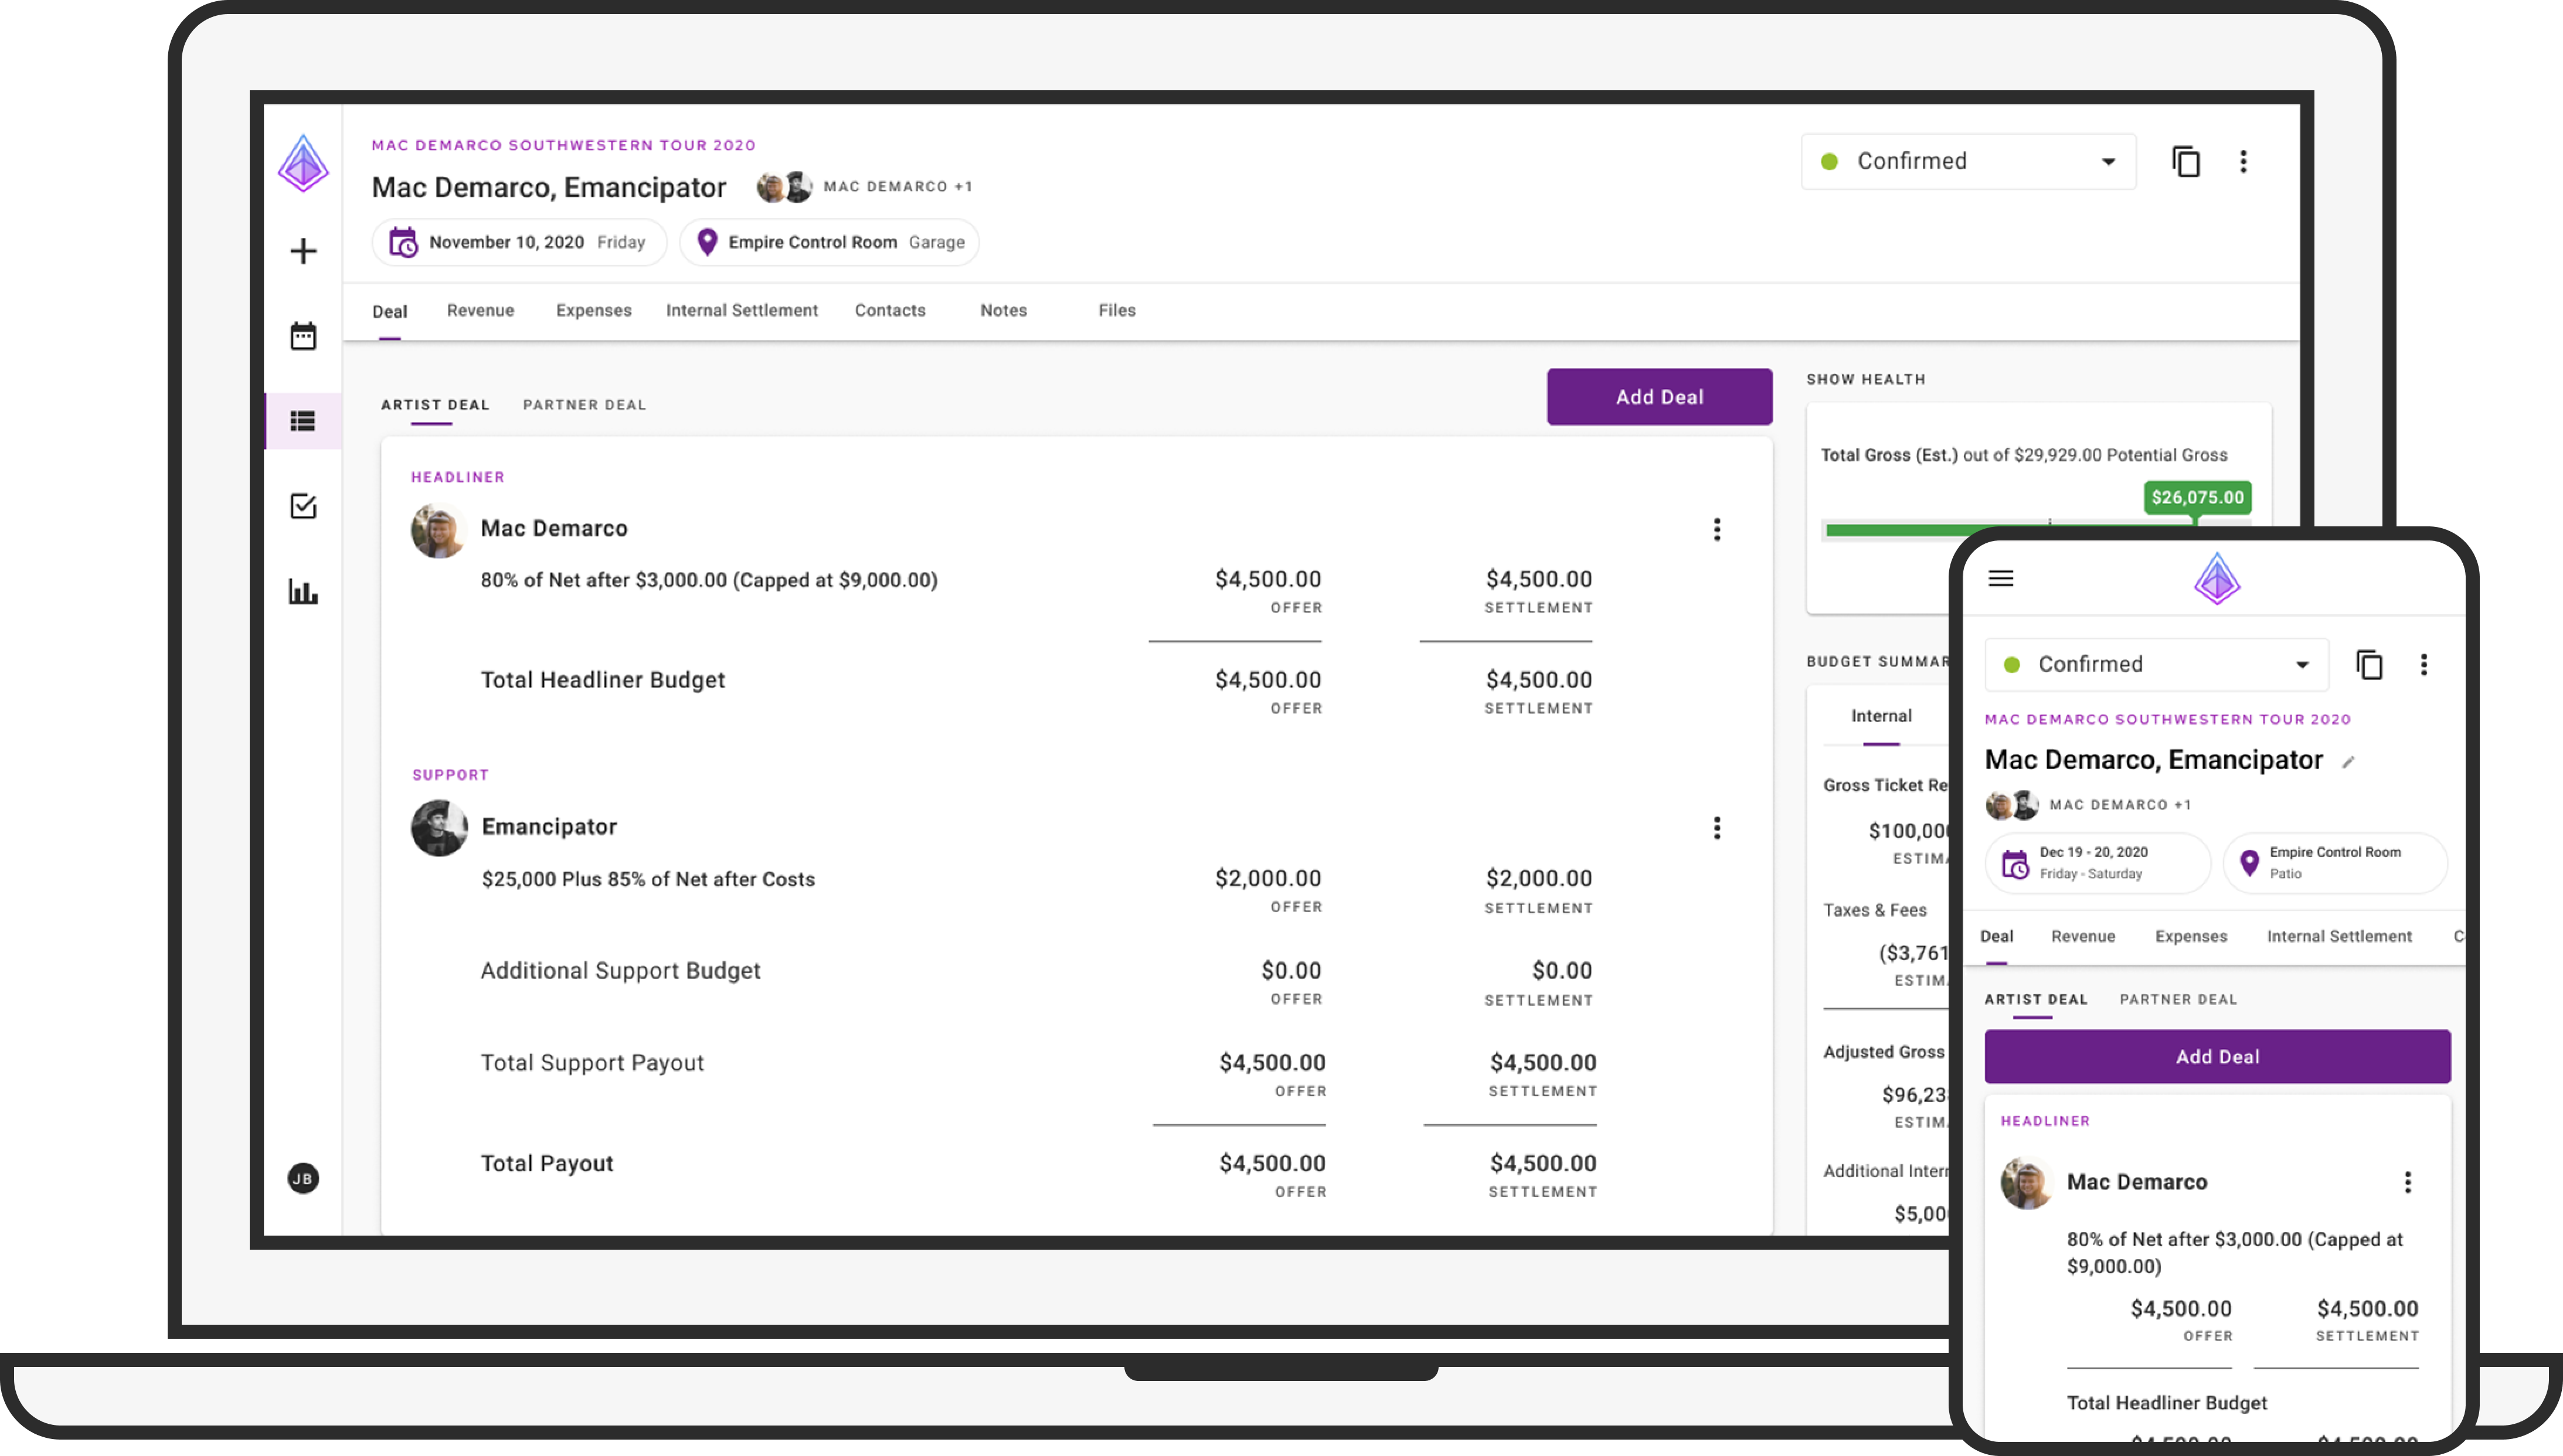 MAC DEMARCO SOUTHWESTERN TOUR 2020
Mac Demarco, Emancipator
MAC DEMARCO +1
November 10, 2020 Friday
Empire Control Room Garage
Confirmed
Deal Revenue Expenses Internal Settlement Contacts Notes Files
ARTIST DEAL PARTNER DEAL
Add Deal
HEADLINER
Mac Demarco
80% of Net after $3,000.00 (Capped at $9,000.00) $4,500.00 $4,500.00
OFFER SETTLEMENT
Total Headliner Budget $4,500.00 $4,500.00
OFFER SETTLEMENT
SUPPORT
Emancipator
$25,000 Plus 85% of Net after Costs $2,000.00 $2,000.00
OFFER SETTLEMENT
Additional Support Budget $0.00 $0.00
OFFER SETTLEMENT
Total Support Payout $4,500.00 $4,500.00
OFFER SETTLEMENT
Total Payout $4,500.00 $4,500.00
OFFER SETTLEMENT
JB
SHOW HEALTH
Total Gross (Est.) out of $29,929.00 Potential Gross
$26,075.00
BUDGET SUMMAR
Internal
Gross Ticket Re
$100,00
ESTIM
Taxes & Fees
($3,761
ESTIM
Adjusted Gross
$96,23
ESTIM
Additional Inter
$5,00
Confirmed
MAC DEMARCO SOUTHWESTERN TOUR 2020
Mac Demarco, Emancipator
MAC DEMARCO +1
Dec 19 - 20, 2020
Friday - Saturday
Empire Control Room
Patio
Deal Revenue Expenses Internal Settlement C
ARTIST DEAL PARTNER DEAL
Add Deal
HEADLINER
Mac Demarco
80% of Net after $3,000.00 (Capped at
$9,000.00)
$4,500.00 $4,500.00
OFFER SETTLEMENT
Total Headliner Budget